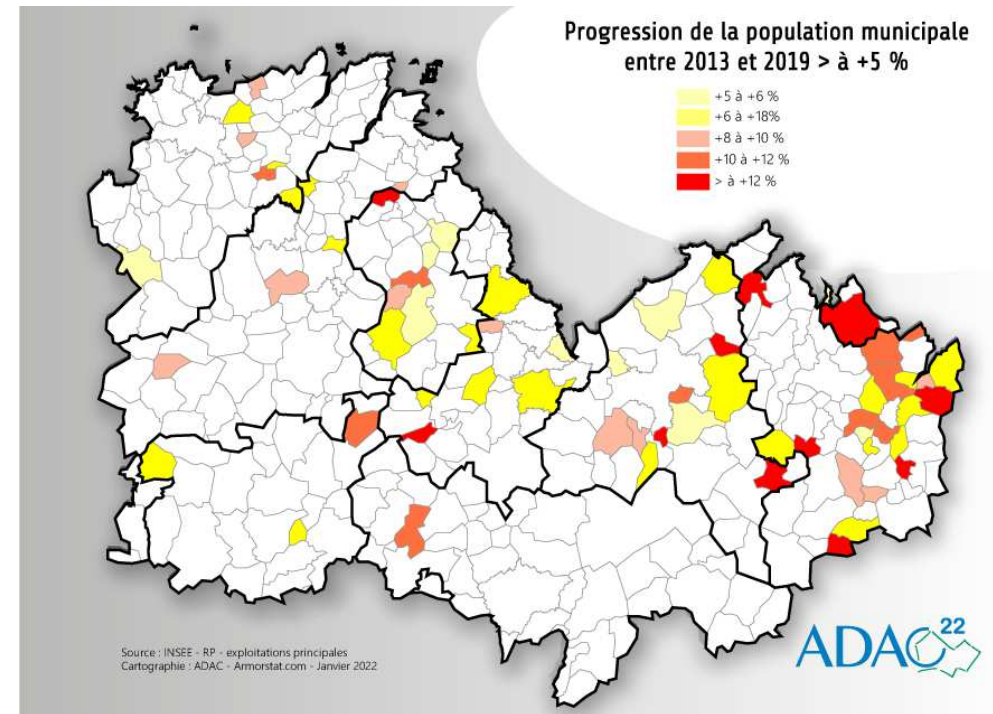 Progression de la population municipale
entre 2013 et 2019 > à +5 %
+5 à +6 %
+6 à +18%
+8 à +10 %
+10 à +12 %
> à +12 %
Source : INSEE - RP - exploitations principales
Cartographie : ADAC - Armorstat.com - Janvier 2022
ADAC 22